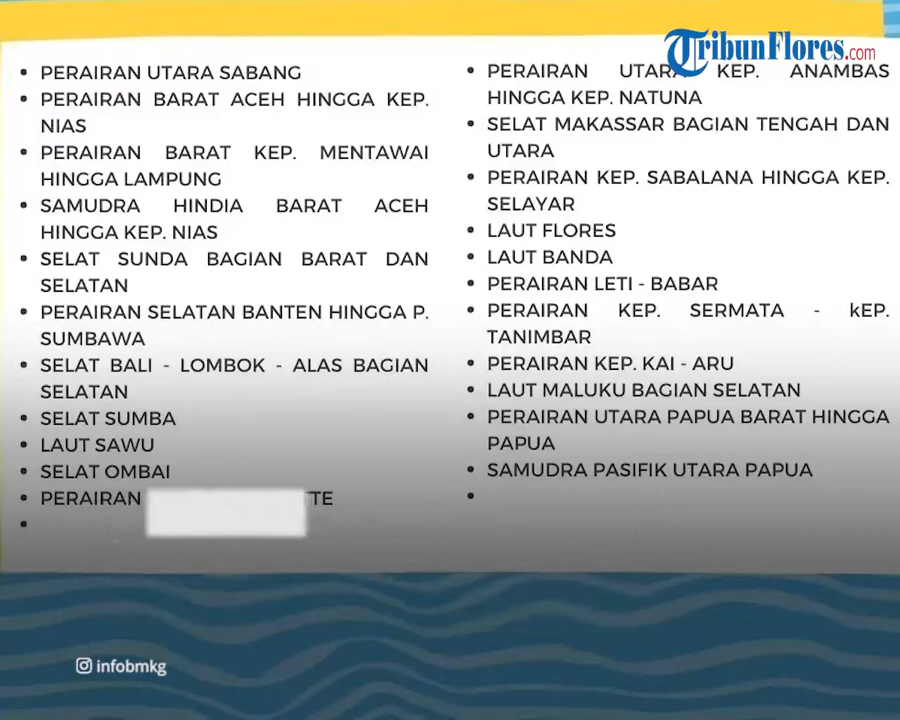 TribunFlores.com
• PERAIRAN UTARA SABANG
• PERAIRAN BARAT ACEH HINGGA KEP.
NIAS
• PERAIRAN BARAT KEP. MENTAWAI
HINGGA LAMPUNG
• SAMUDRA HINDIA BARAT ACEH
HINGGA KEP. NIAS
• SELAT SUNDA BAGIAN BARAT DAN
SELATAN
• PERAIRAN SELATAN BANTEN HINGGA P.
SUMBAWA
• SELAT BALI - LOMBOK - ALAS BAGIAN
SELATAN
• SELAT SUMBA
• LAUT SAWU
• SELAT OMBAI
• PERAIRAN TE
•
• PERAIRAN UTARA KEP. ANAMBAS
HINGGA KEP. NATUNA
• SELAT MAKASSAR BAGIAN TENGAH DAN
UTARA
• PERAIRAN KEP. SABALANA HINGGA KEP.
SELAYAR
• LAUT FLORES
• LAUT BANDA
• PERAIRAN LETI - BABAR
• PERAIRAN KEP. SERMATA - kEP.
TANIMBAR
• PERAIRAN KEP. KAI - ARU
• LAUT MALUKU BAGIAN SELATAN
• PERAIRAN UTARA PAPUA BARAT HINGGA
PAPUA
• SAMUDRA PASIFIK UTARA PAPUA
•
infobmkg